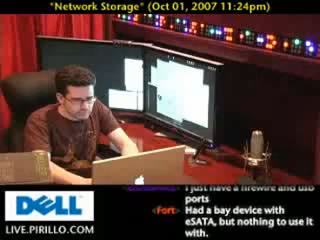 "Network Storage" (Oct 01, 2007 11:24pm)
I just have a firewire and usb
ports
<Fort> Had a bay device with
eSATA, but nothing to use it
with.
DELL
LIVE.PIRILLO.COM